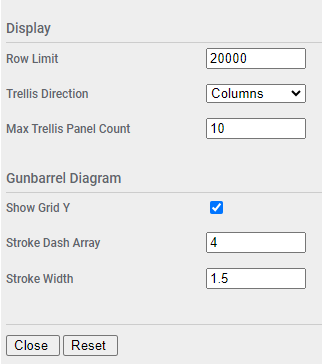 Display
Row Limit 20000
Trellis Direction Columns
Max Trellis Panel Count 10
Gunbarrel Diagram
Show Grid Y
Stroke Dash Array 4
Stroke Width 1.5
Close Reset